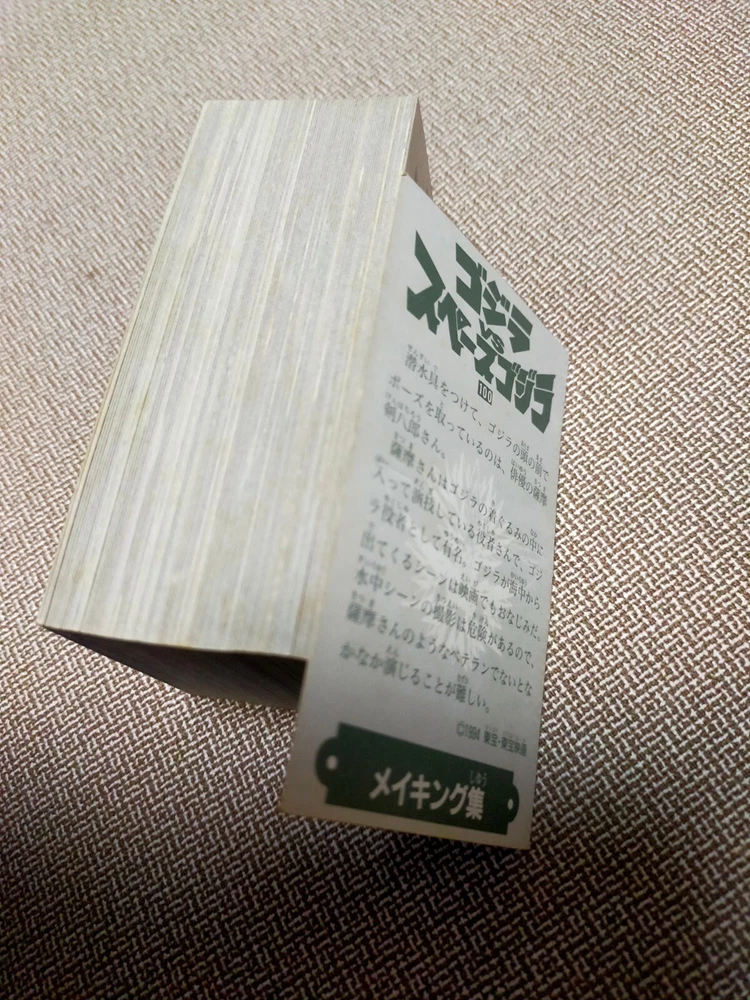 ゴジラ
VS
スペースゴジラ
100
潜水具をつけて、ゴジラの頭の前で
ポーズを取っているのは、俳優の薩摩
剣八郎さん。
薩摩さんはゴジラの着ぐるみの中に
入って演技している役者さんで、ゴジ
ラ役者として有名。ゴジラが海中から
出てくるシーンは映画でもおなじみだ。
水中シーンの撮影は危険があるので、
薩摩さんのようなベテランでないとな
かなか演じることが難しい。
©1994 東宝・東宝映画
メイキング集